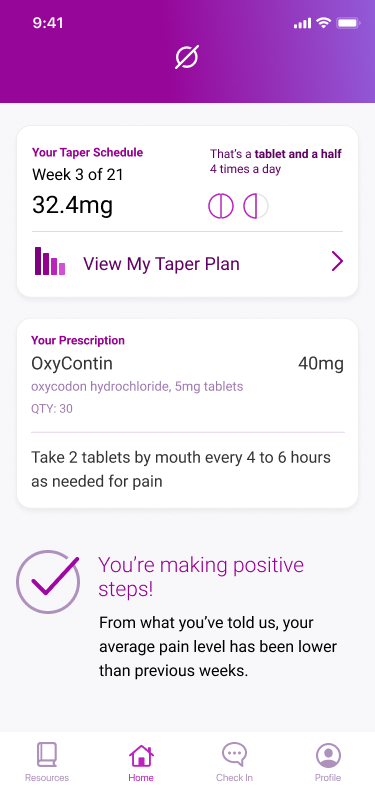 9:41
Your Taper Schedule
Week 3 of 21
32.4mg
That's a tablet and a half
4 times a day
View My Taper Plan
Your Prescription
OxyContin
40mg
oxycodon hydrochloride, 5mg tablets
QTY: 30
Take 2 tablets by mouth every 4 to 6 hours
as needed for pain
You're making positive
steps!
From what you've told us, your
average pain level has been lower
than previous weeks.
Resources
Home
Check In
Profile